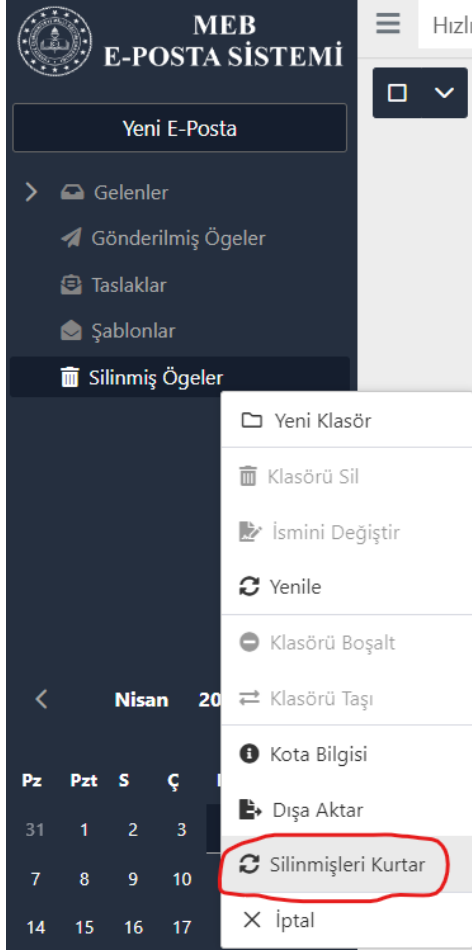 MEB
E-POSTA SİSTEMİ
Yeni E-Posta
Gelenler
Gönderilmiş Ögeler
Taslaklar
Şablonlar
Silinmiş Ögeler
Yeni Klasör
Klasörü Sil
İsmini Değiştir
Yenile
Klasörü Boşalt
Klasörü Taşı
Kota Bilgisi
Dışa Aktar
Silinmişleri Kurtar
İptal
Nisan 20
Pz Pzt S Ç
31 1 2 3
7 8 9 10
14 15 16 17